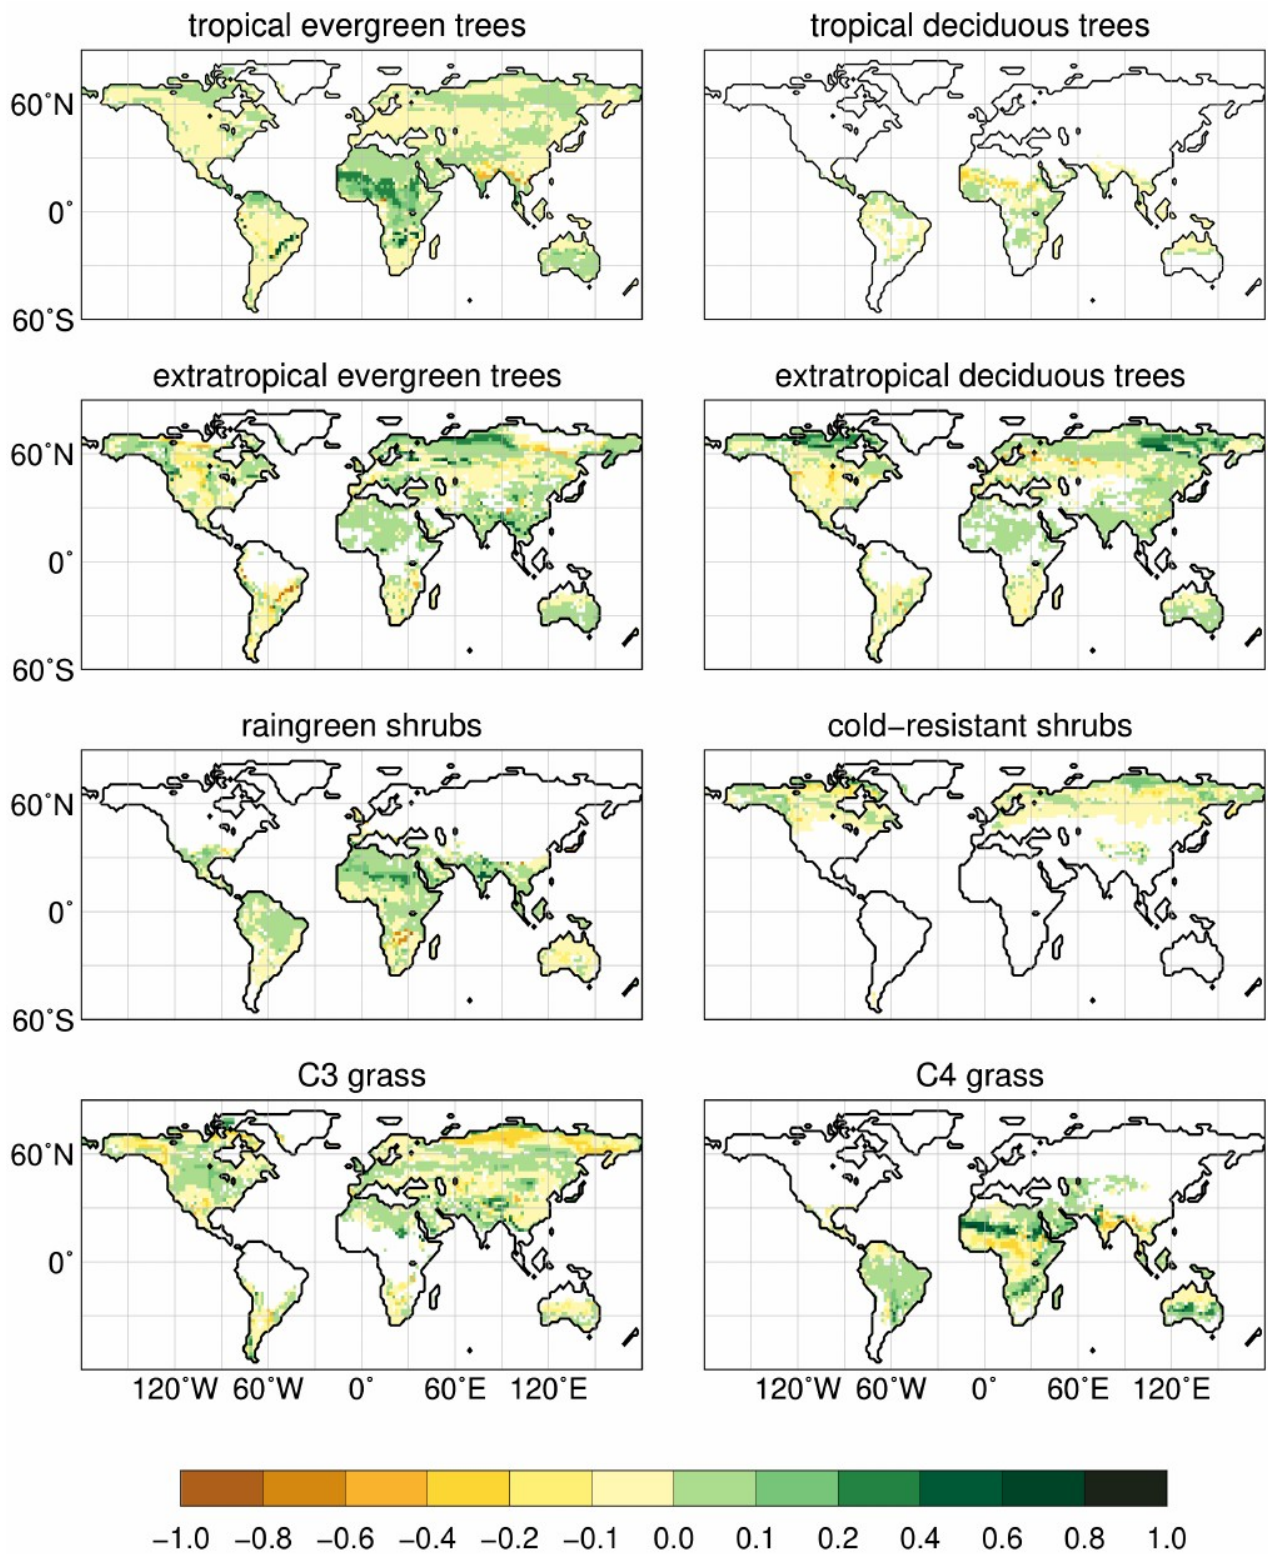 tropical evergreen trees
tropical deciduous trees
60°N
0°
60°S
extratropical evergreen trees
extratropical deciduous trees
60°N
0°
60°S
raingreen shrubs
cold−resistant shrubs
60°N
0°
60°S
C3 grass
C4 grass
60°N
0°
120°W 60°W 0° 60°E 120°E
120°W 60°W 0° 60°E 120°E
−1.0 −0.8 −0.6 −0.4 −0.2 −0.1 0.0 0.1 0.2 0.4 0.6 0.8 1.0